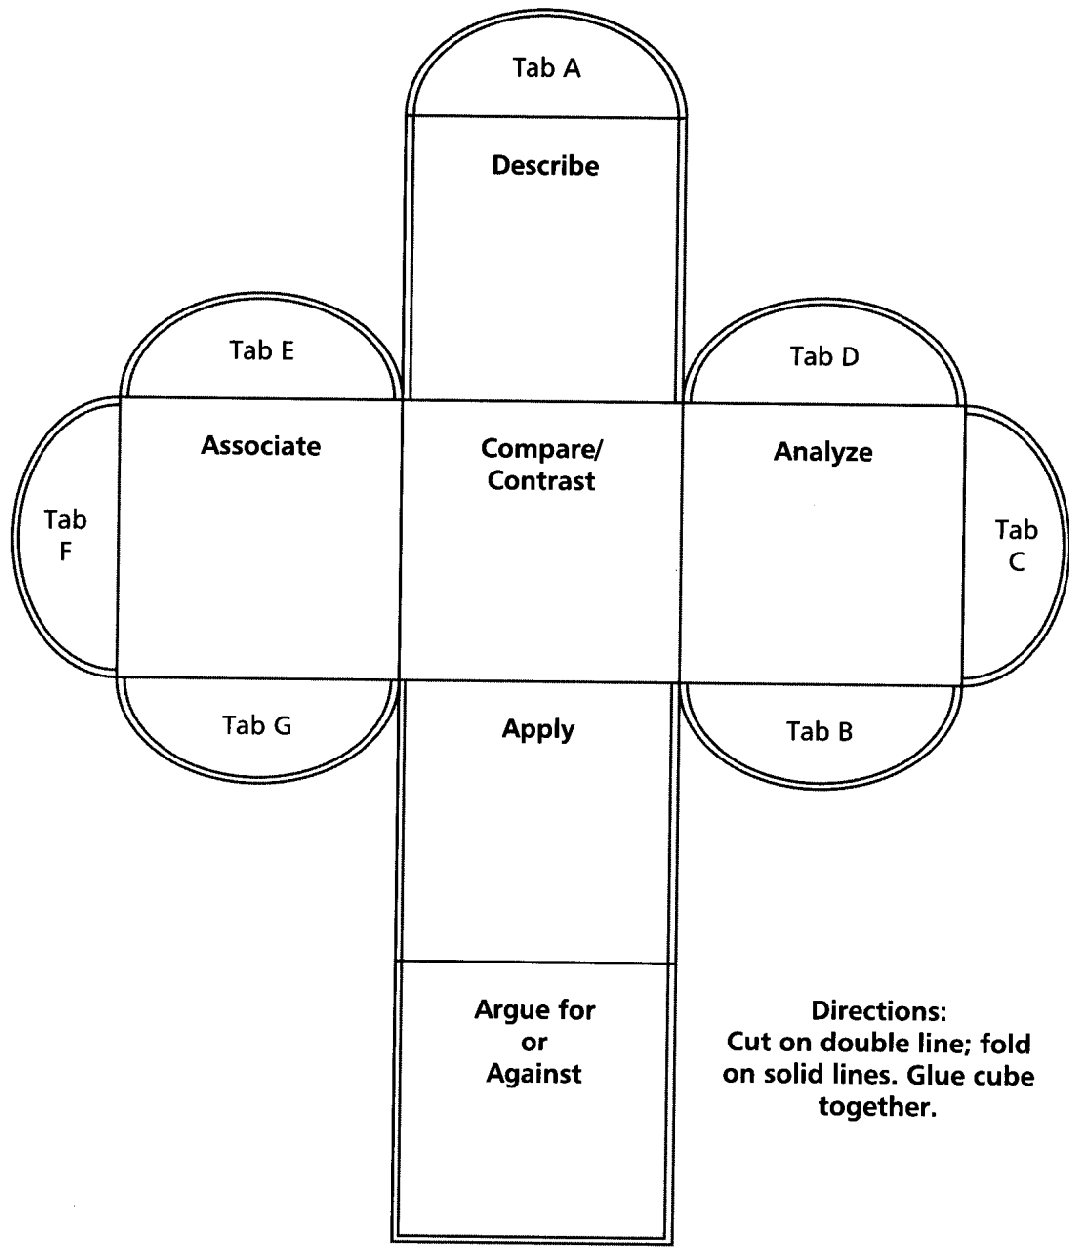 Tab A
Describe
Tab E
Tab D
Associate
Compare/
Contrast
Analyze
Tab
F
Tab
C
Tab G
Apply
Tab B
Argue for
or
Against
Directions:
Cut on double line; fold
on solid lines. Glue cube
together.